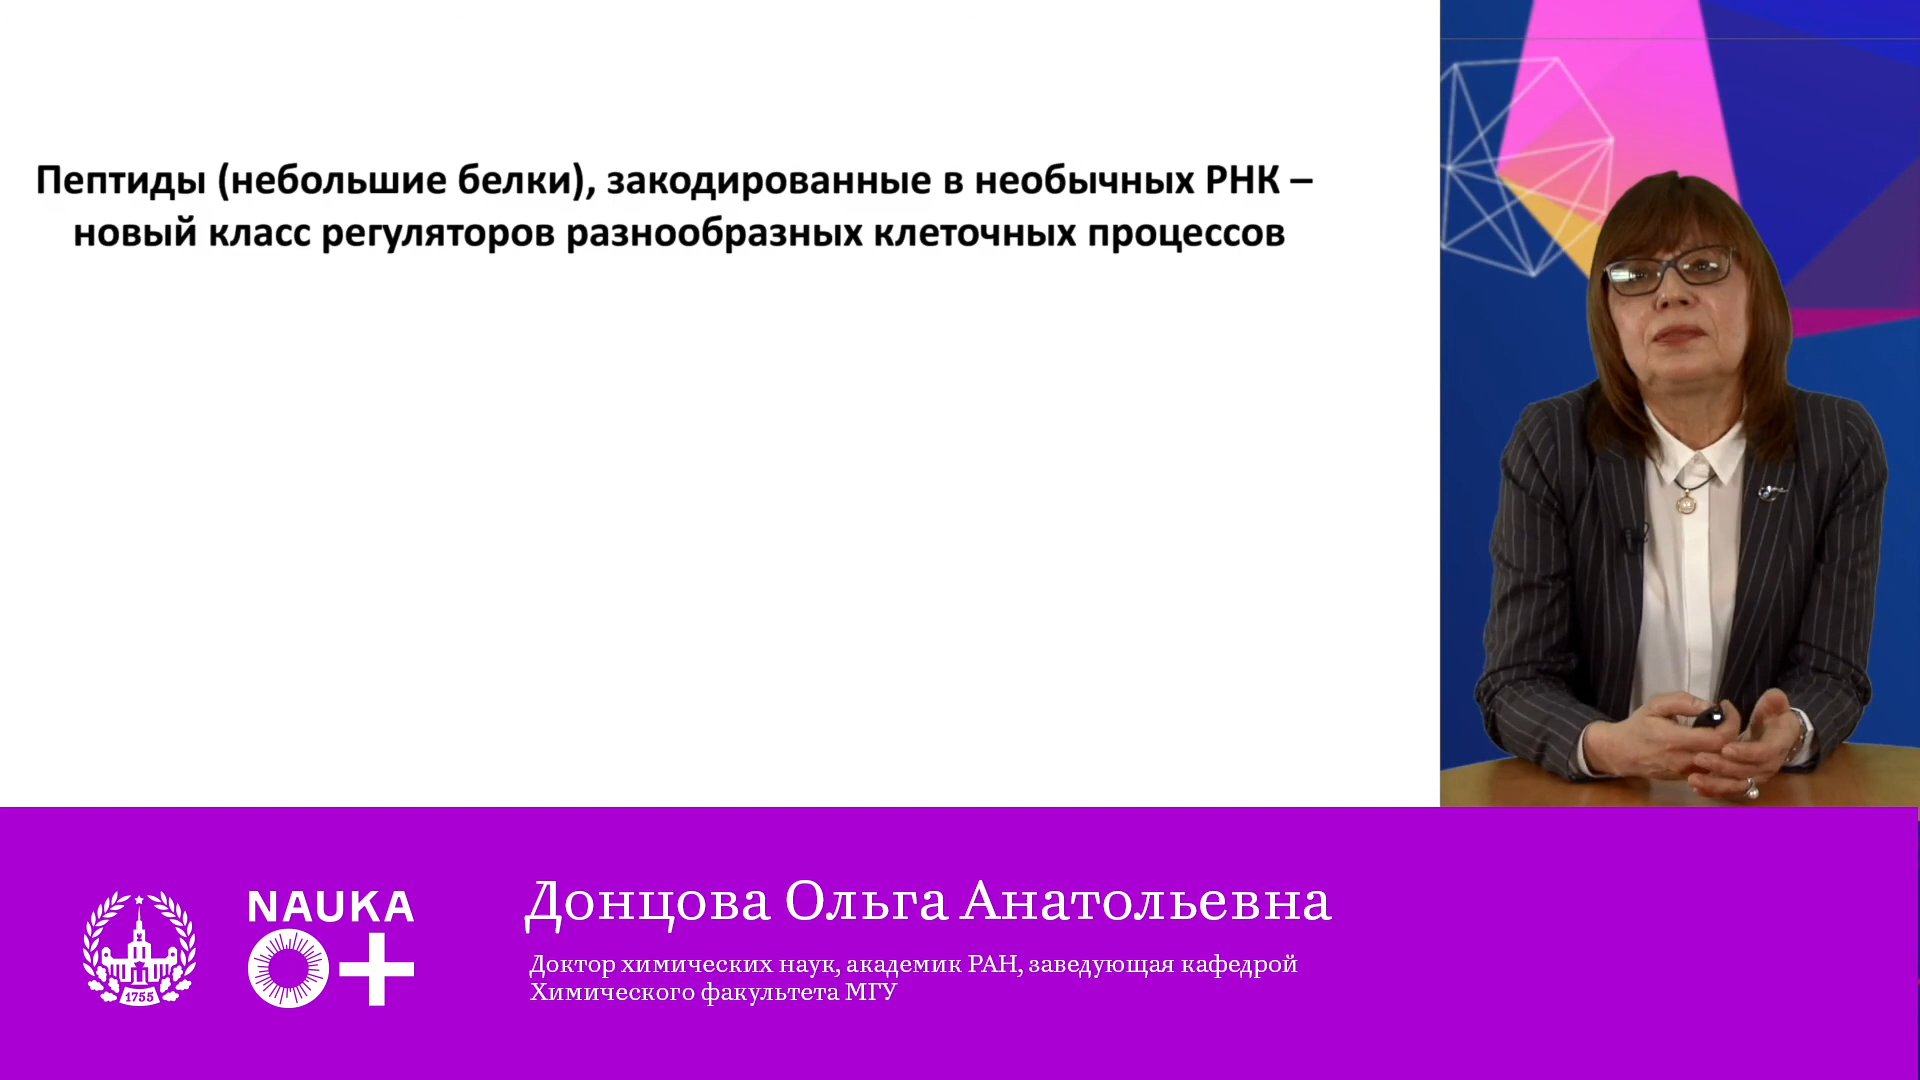 Пептиды (небольшие белки), закодированные в необычных РНК –
новый класс регуляторов разнообразных клеточных процессов
1755
NAUKA
0+
Донцова Ольга Анатольевна
Доктор химических наук, академик РАН, заведующая кафедрой
Химического факультета МГУ